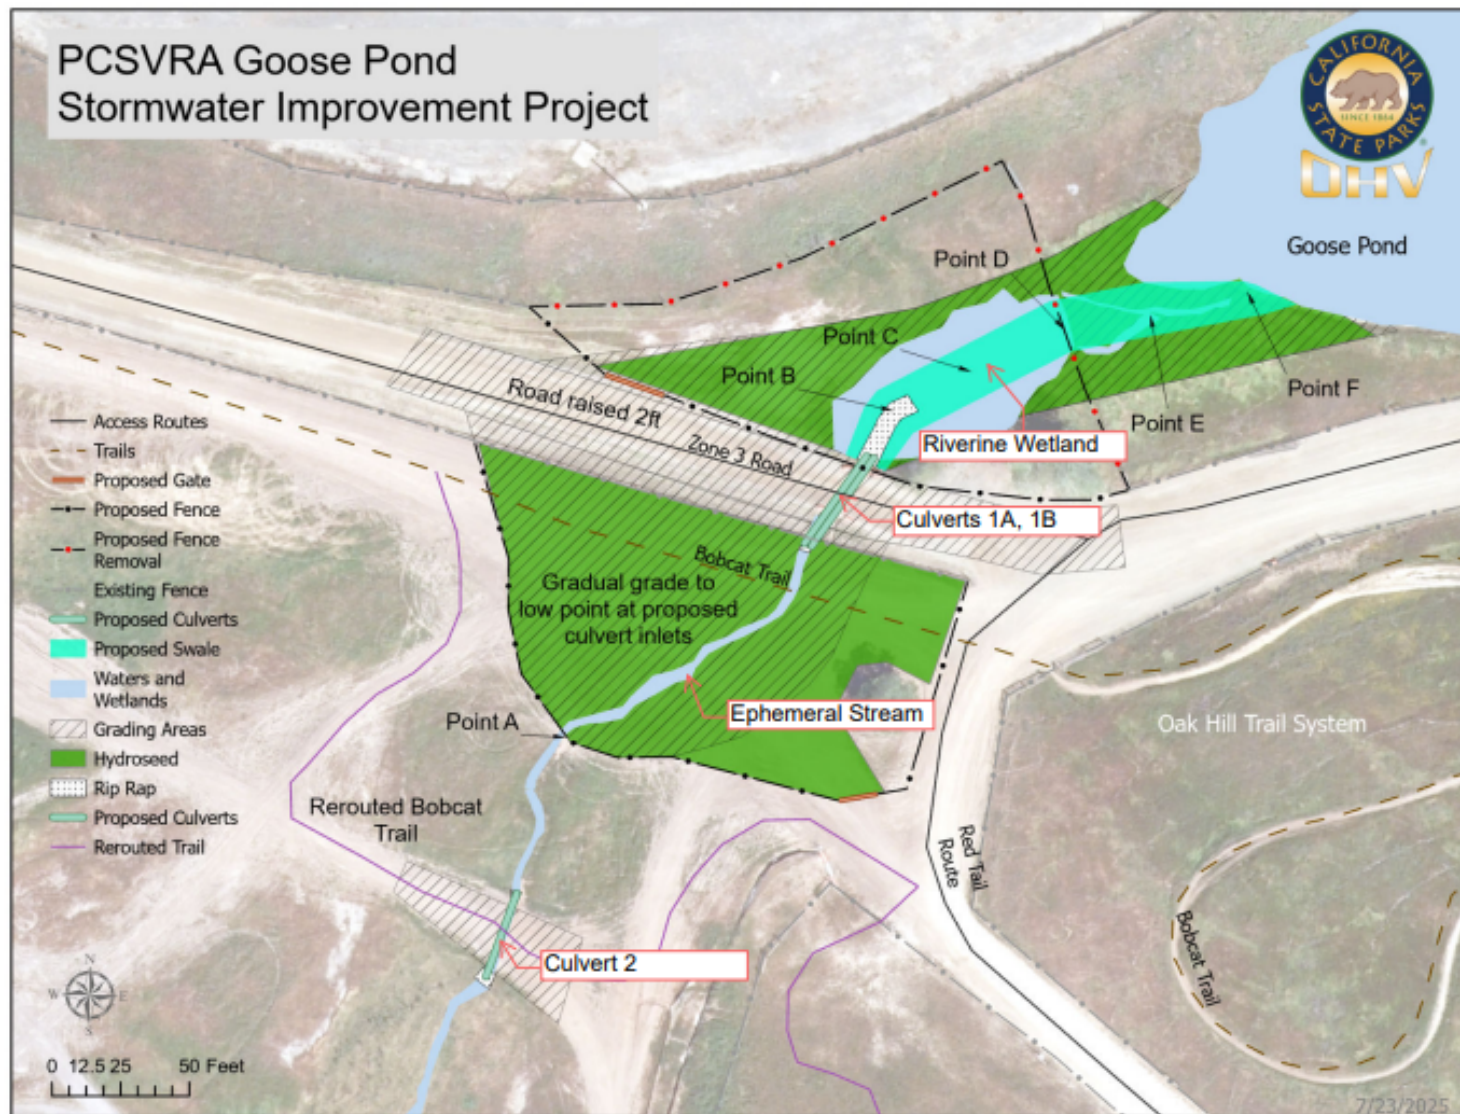 PCSVRA Goose Pond
Stormwater Improvement Project
CALIFORNIA
STATE PARKS
SINCE 1864
OHV
Goose Pond
Point D
Point C
Point B
Point F
Point E
Riverine Wetland
Road raised 2ft
Zone 3 Road
Culverts 1A, 1B
Bobcat Trail
Gradual grade to
low point at proposed
culvert inlets
Ephemeral Stream
Point A
Oak Hill Trail System
Rerouted Bobcat
Trail
Red Tail
Route
Bobcat Trail
Culvert 2
Access Routes
Trails
Proposed Gate
Proposed Fence
Proposed Fence
Removal
Existing Fence
Proposed Culverts
Proposed Swale
Waters and
Wetlands
Grading Areas
Hydroseed
Rip Rap
Proposed Culverts
Rerouted Trail
N
W E
S
0 12.5 25 50 Feet
7/23/2025